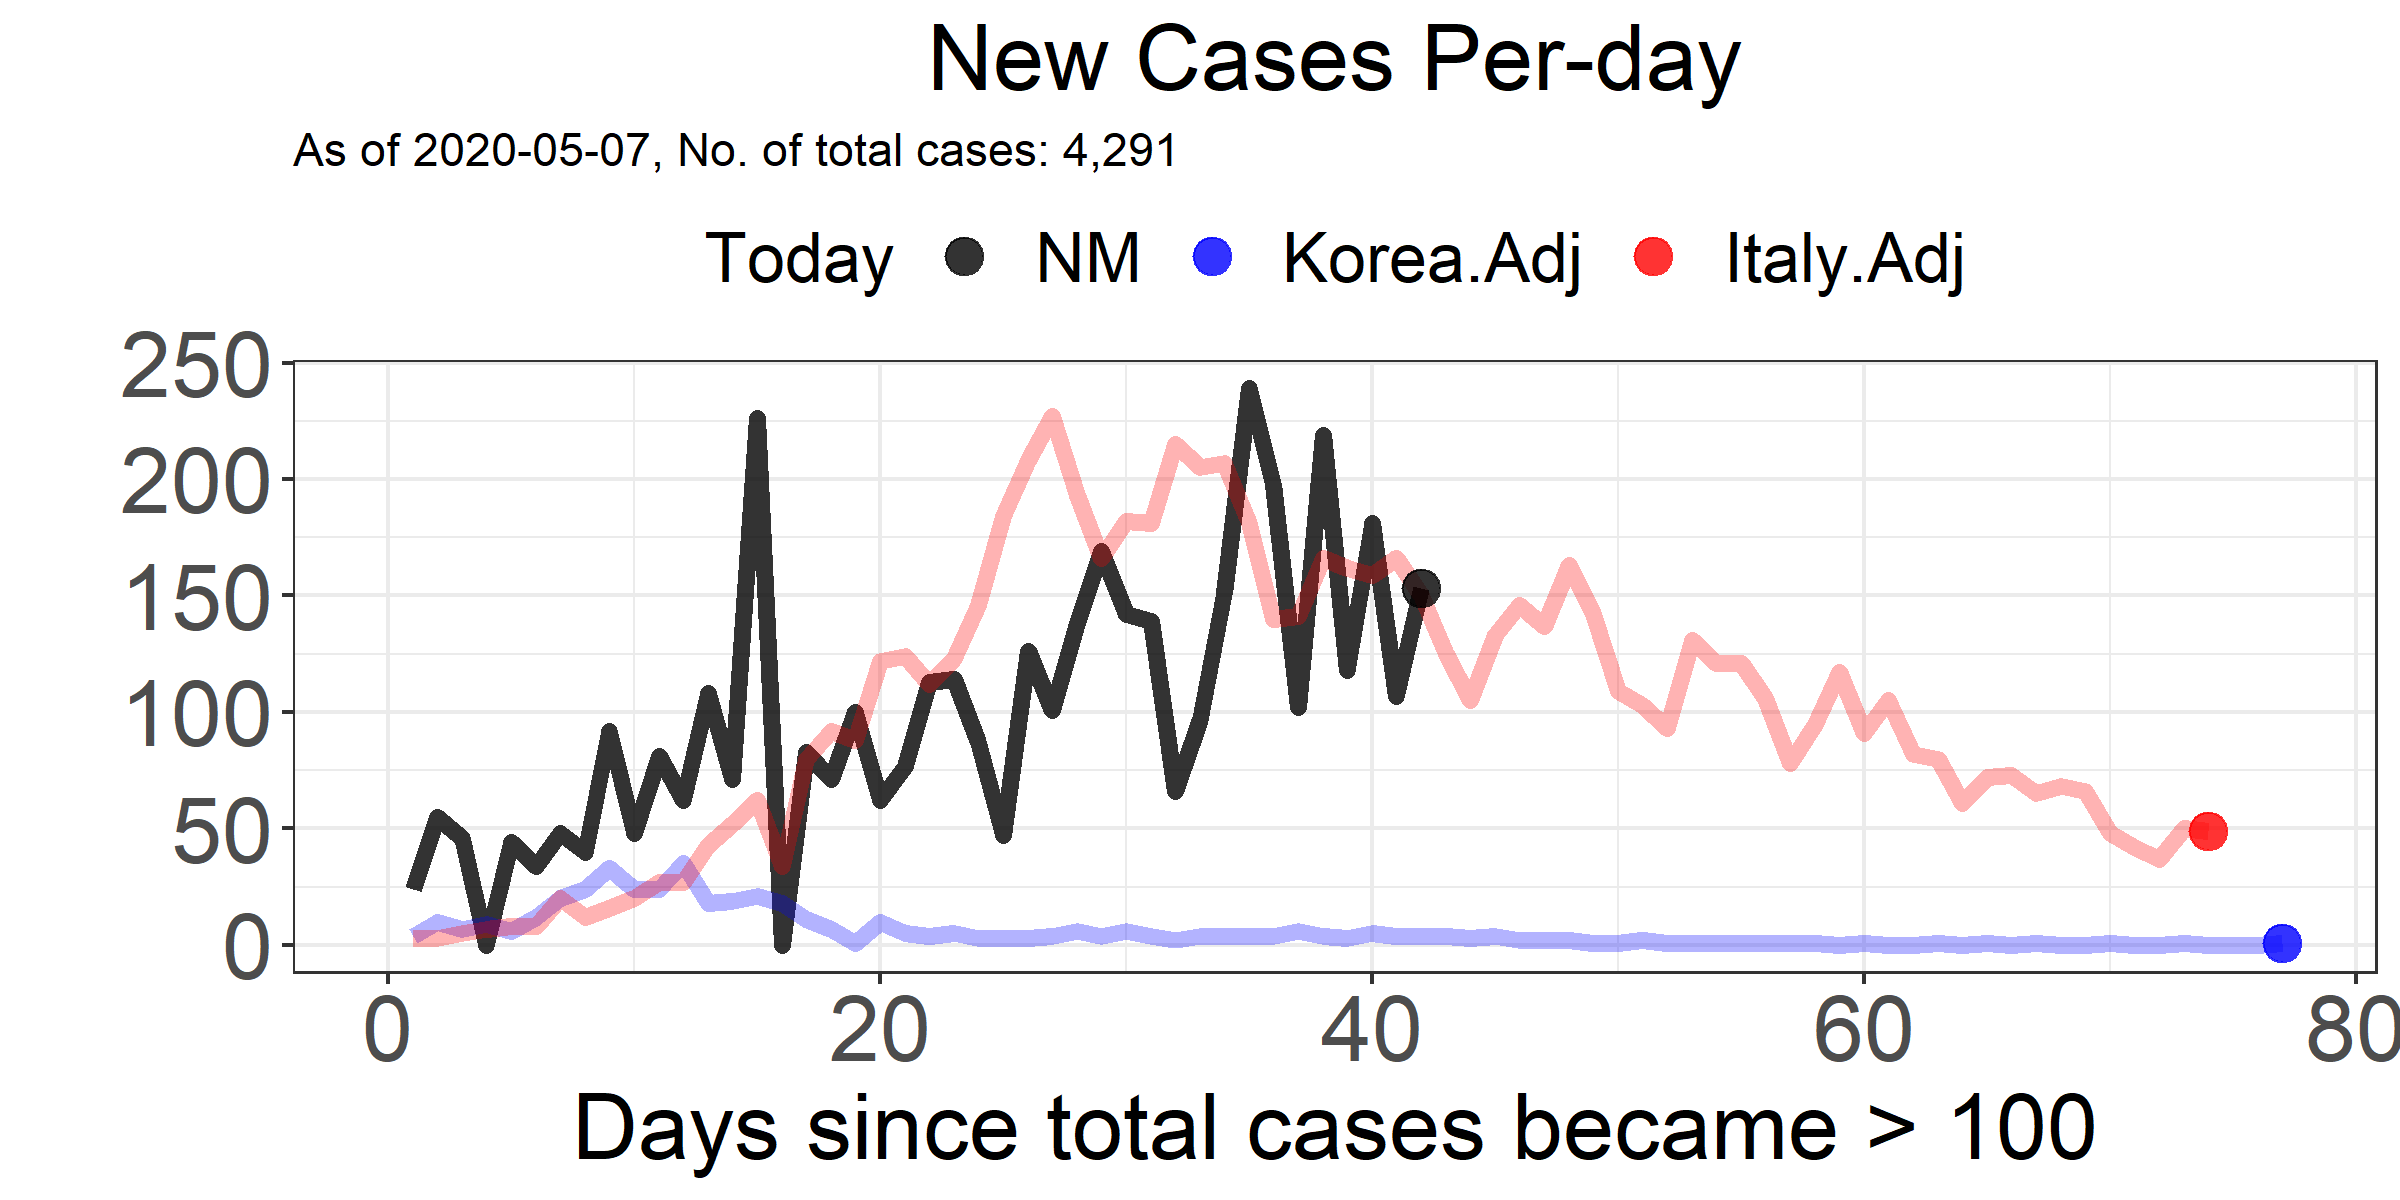 New Cases Per-day
As of 2020-05-07, No. of total cases: 4,291
Today NM Korea.Adj Italy.Adj
250
200
150
100
50
0
0 20 40 60 80
Days since total cases became > 100